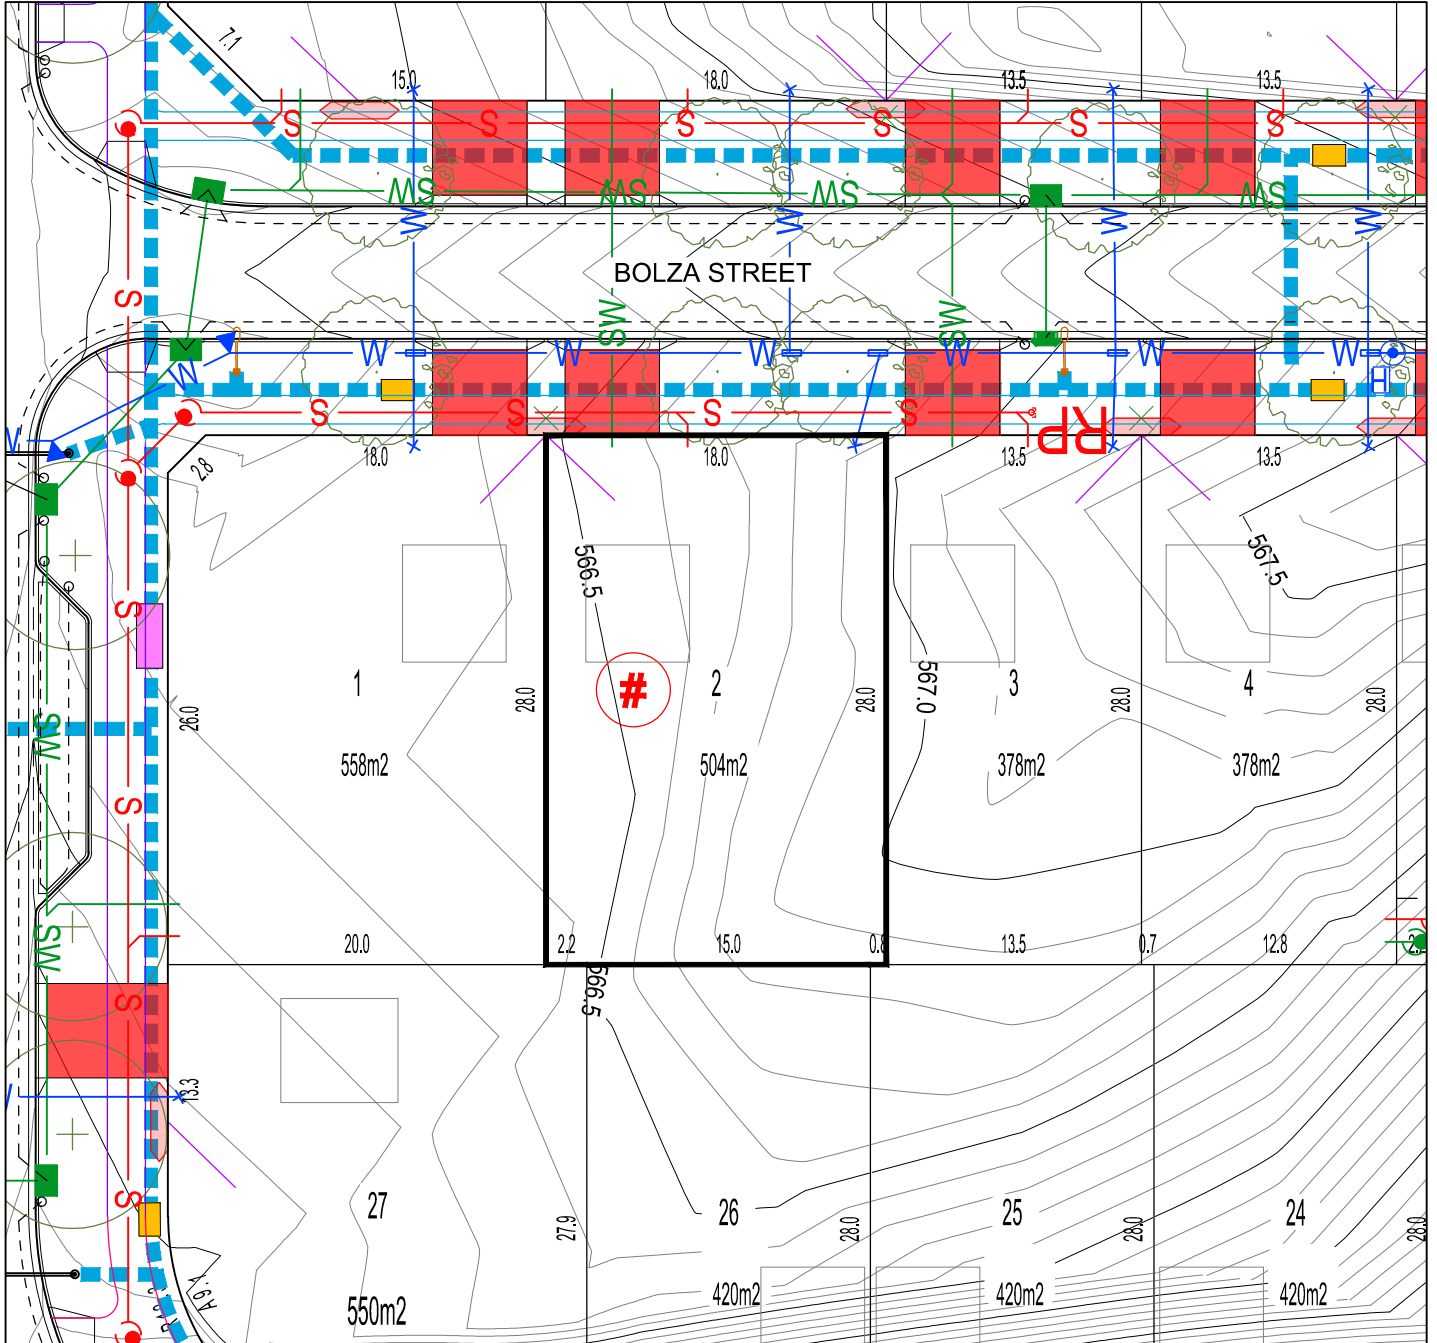 7.1
15.0
18.0
13.5
13.5
S
S
S
S
S
S
SW
SW
SW
SW
W
W
W
W
BOLZA STREET
S
SW
SW
W
W
W
W
W
W
W
H
S
S
S
S
RP
W
2.8
18.0
18.0
13.5
13.5
566.5
567.5
S
#
1
2
3
4
28.0
28.0
567.0
28.0
28.0
26.0
SW
558m2
504m2
378m2
378m2
S
SW
20.0
2.2
15.0
0.8
13.5
0.7
12.8
566.5
S
13.3
S
27
26
25
24
27.9
28.0
28.0
28.0
550m2
420m2
420m2
420m2